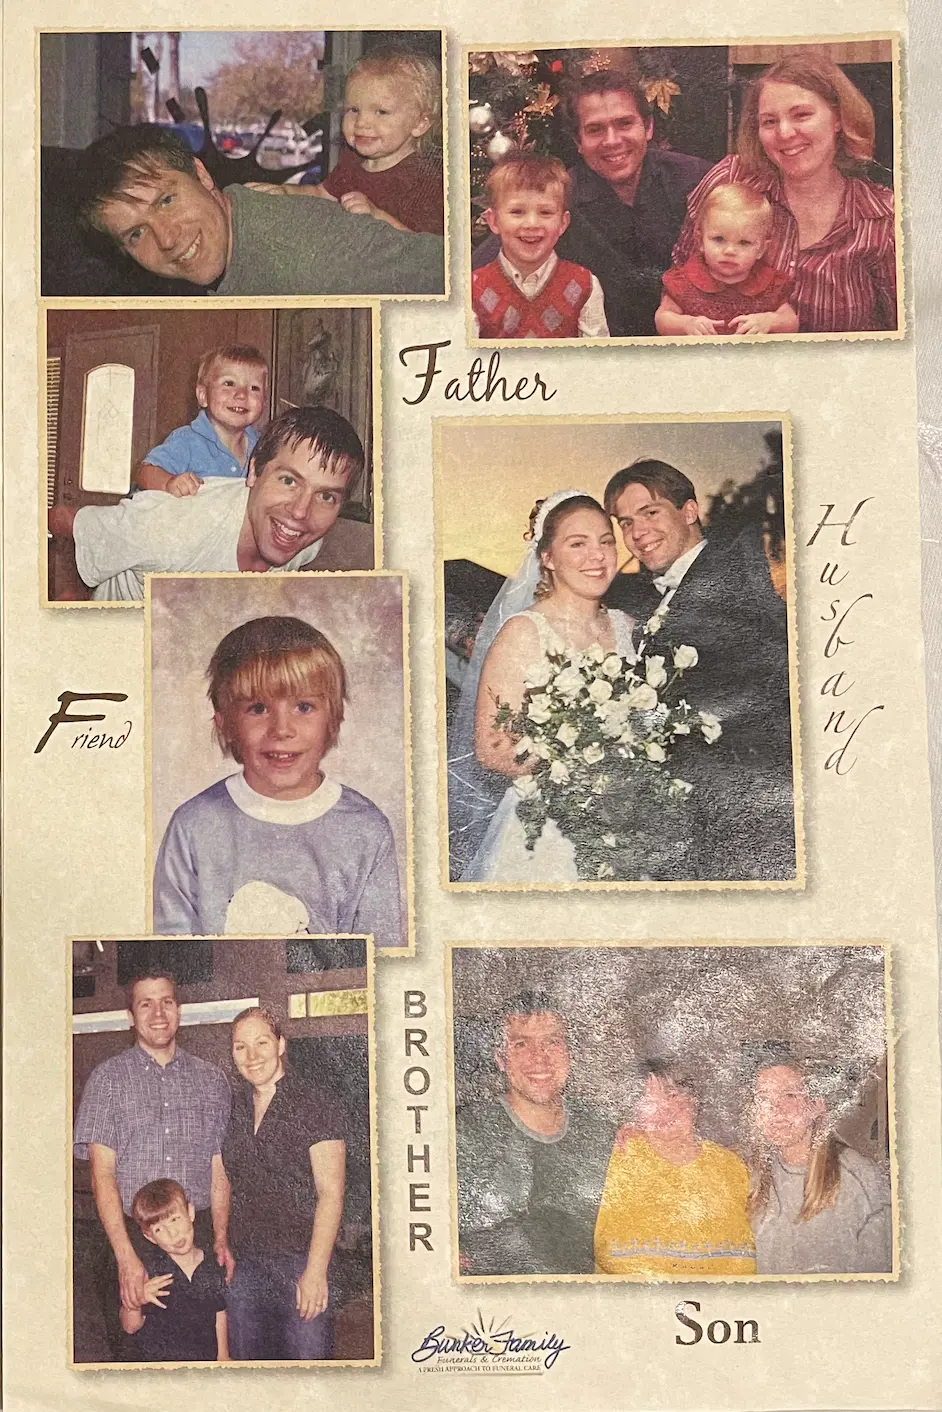 Father
Husband
Friend
BROTHER
Son
Bunker Family
Funerals & Cremation
A FRESH APPROACH TO FUNERAL CARE